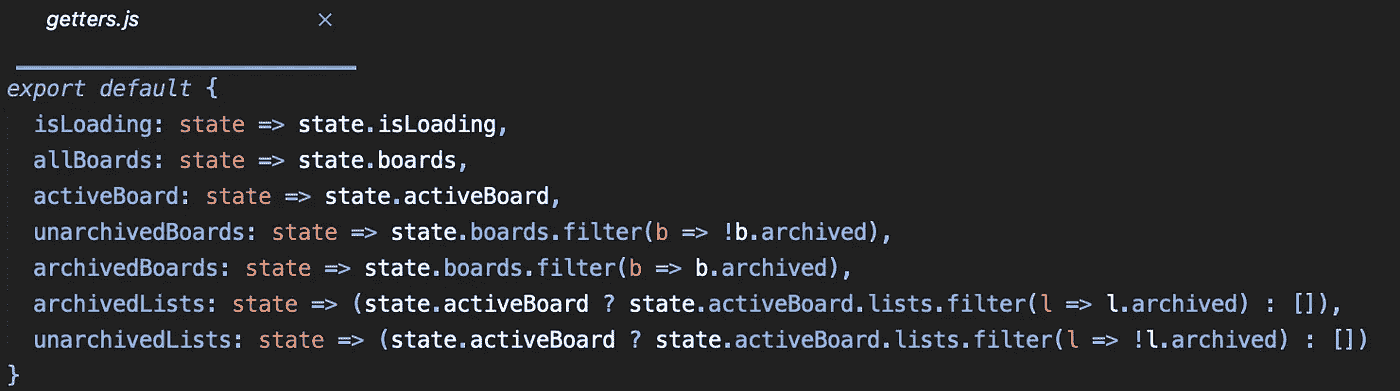 getters.js ×
export default {
  isLoading: state => state.isLoading,
  allBoards: state => state.boards,
  activeBoard: state => state.activeBoard,
  unarchivedBoards: state => state.boards.filter(b => !b.archived),
  archivedBoards: state => state.boards.filter(b => b.archived),
  archivedLists: state => (state.activeBoard ? state.activeBoard.lists.filter(l => l.archived) : []),
  unarchivedLists: state => (state.activeBoard ? state.activeBoard.lists.filter(l => !l.archived) : [])
}